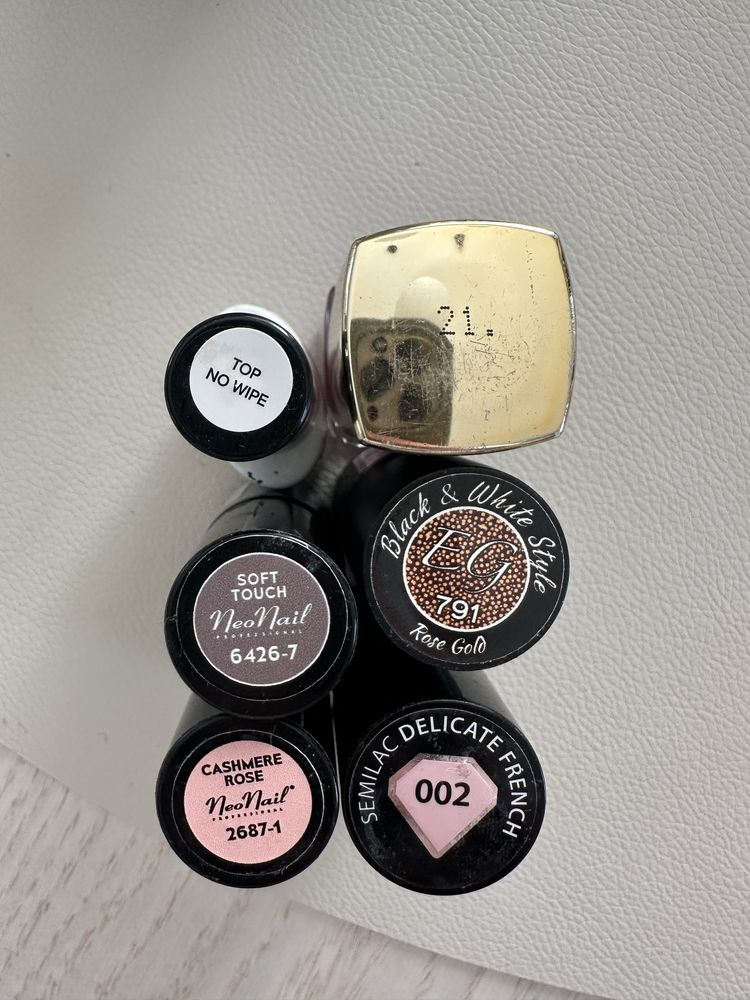 21.
TOP
NO WIPE
Black & White Style
EG
791
Rose Gold
SOFT
TOUCH
NeoNail
PROFESSIONAL
6426-7
CASHMERE
ROSE
NeoNail
PROFESSIONAL
2687-1
SEMILAC DELICATE FRENCH
002